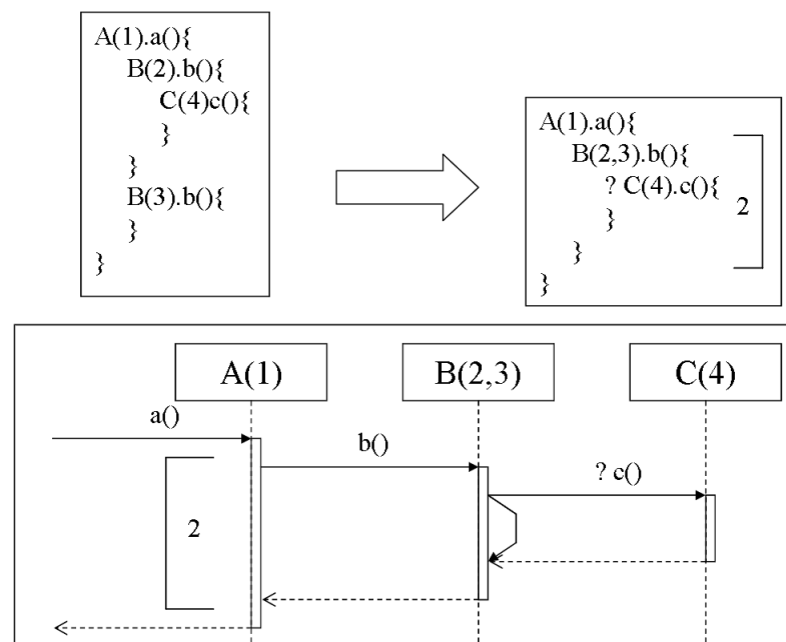 A(1).a(){
B(2).b(){
C(4)c(){
}
}
B(3).b(){
}
}
A(1).a(){
B(2,3).b(){
? C(4).c(){
}
}
}
2
A(1)
B(2,3)
C(4)
a()
b()
? c()
2